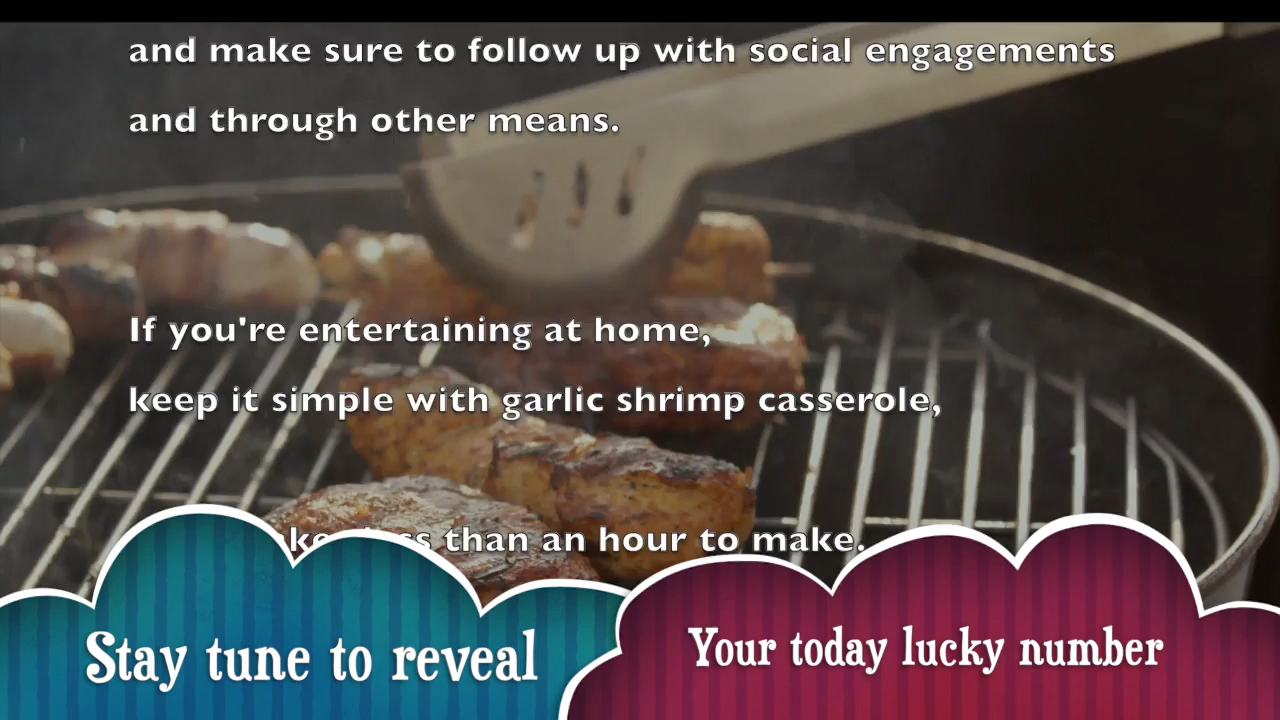 and make sure to follow up with social engagements
and through other means.
If you're entertaining at home,
keep it simple with garlic shrimp casserole,
than an hour to make.
Stay tune to reveal
Your today lucky number